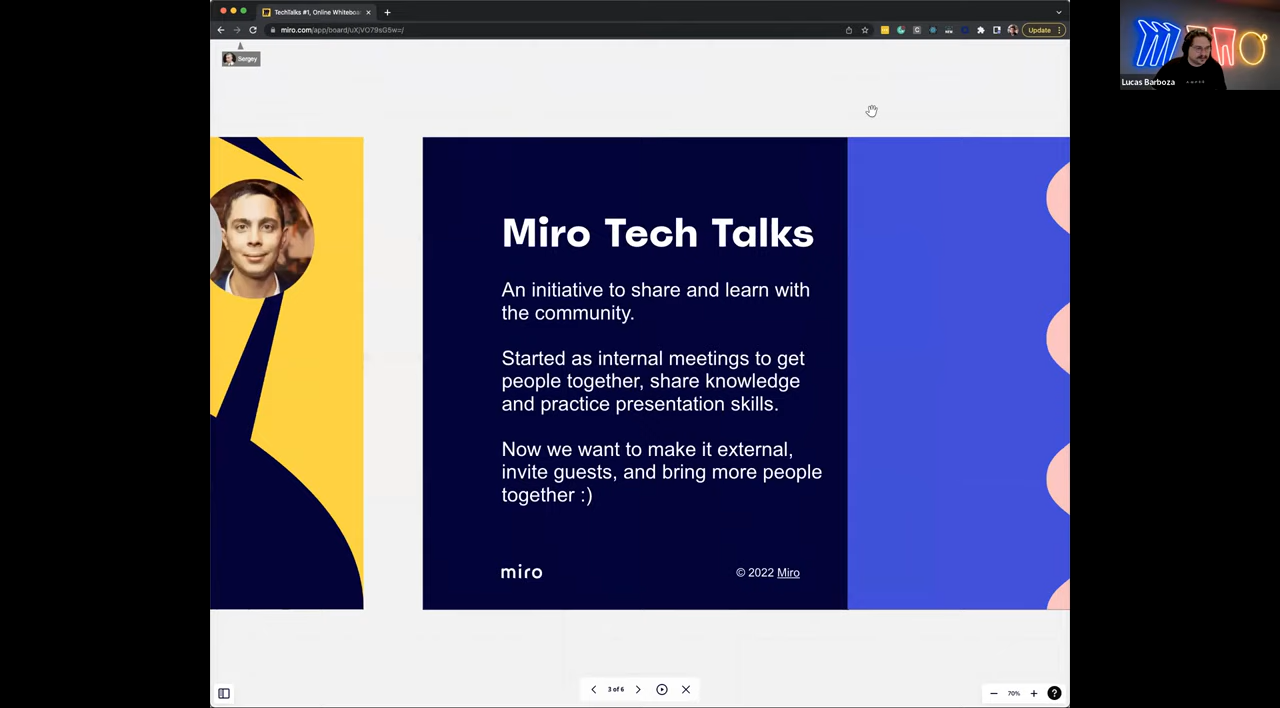 TechTalks #1, Online Whiteboa
miro.com/app/board/uXjVO79sG5w=/
Update
Sergey
Lucas Barboza
Miro Tech Talks
An initiative to share and learn with
the community.
Started as internal meetings to get
people together, share knowledge
and practice presentation skills.
Now we want to make it external,
invite guests, and bring more people
together :)
miro
© 2022 Miro
3 of 6
70%